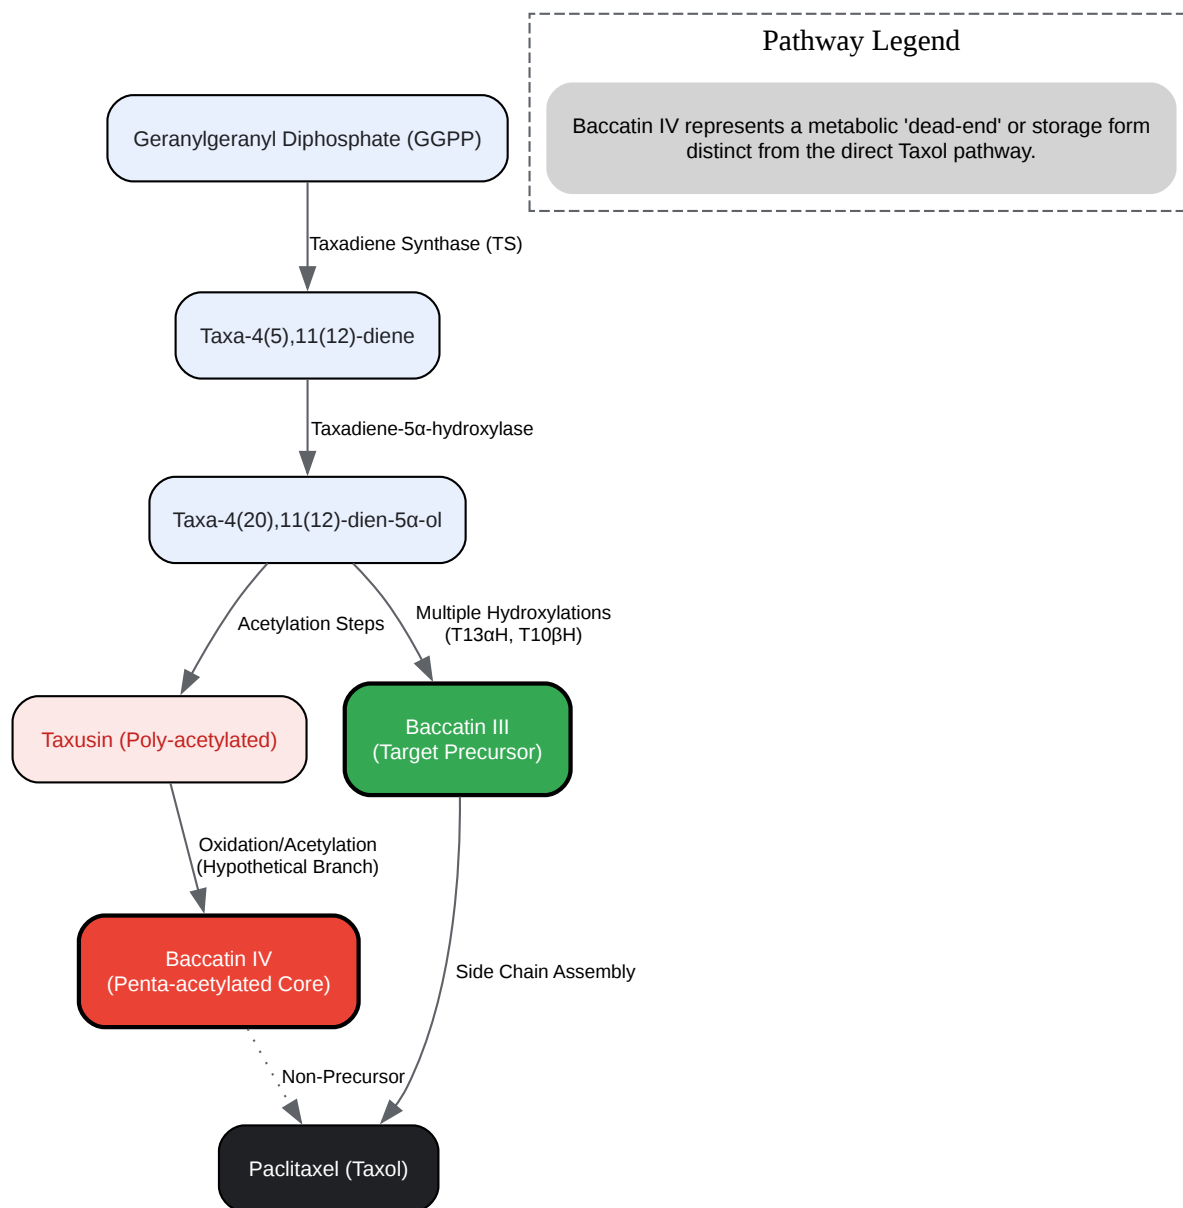 Pathway Legend
Baccatin IV represents a metabolic 'dead-end' or storage form
distinct from the direct Taxol pathway.
Geranylgeranyl Diphosphate (GGPP)
Taxadiene Synthase (TS)
Taxa-4(5),11(12)-diene
Taxadiene-5α-hydroxylase
Taxa-4(20),11(12)-dien-5α-ol
Acetylation Steps
Multiple Hydroxylations
(T13αH, T10βH)
Taxusin (Poly-acetylated)
Baccatin III
(Target Precursor)
Oxidation/Acetylation
(Hypothetical Branch)
Baccatin IV
(Penta-acetylated Core)
Side Chain Assembly
Non-Precursor
Paclitaxel (Taxol)